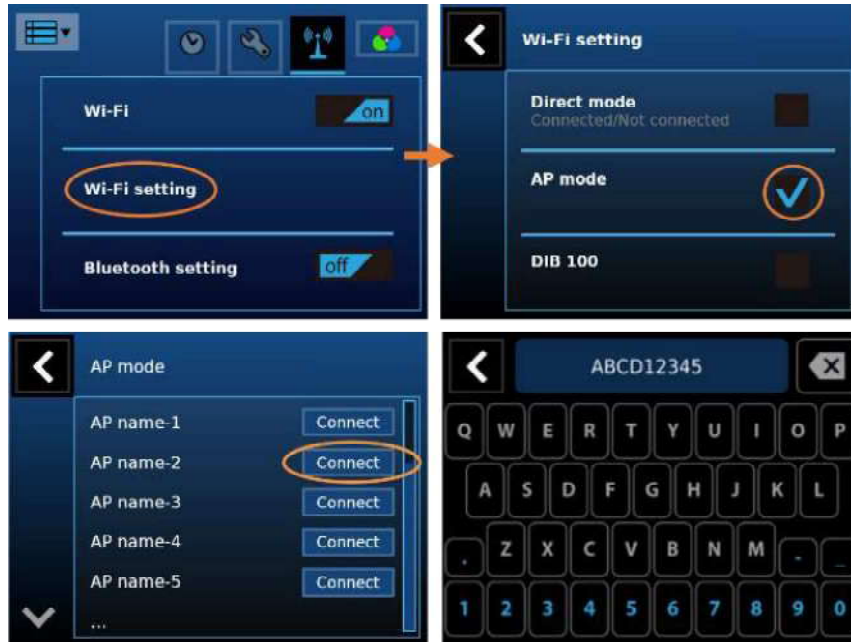 Wi-Fi
on
Wi-Fi setting
Bluetooth setting
off
Wi-Fi setting
Direct mode
Connected/Not connected
AP mode
DIB 100
AP mode
AP name-1 Connect
AP name-2 Connect
AP name-3 Connect
AP name-4 Connect
AP name-5 Connect
...
ABCD12345
Q W E R T Y U I O P
A S D F G H J K L
. Z X C V B N M - _
1 2 3 4 5 6 7 8 9 0